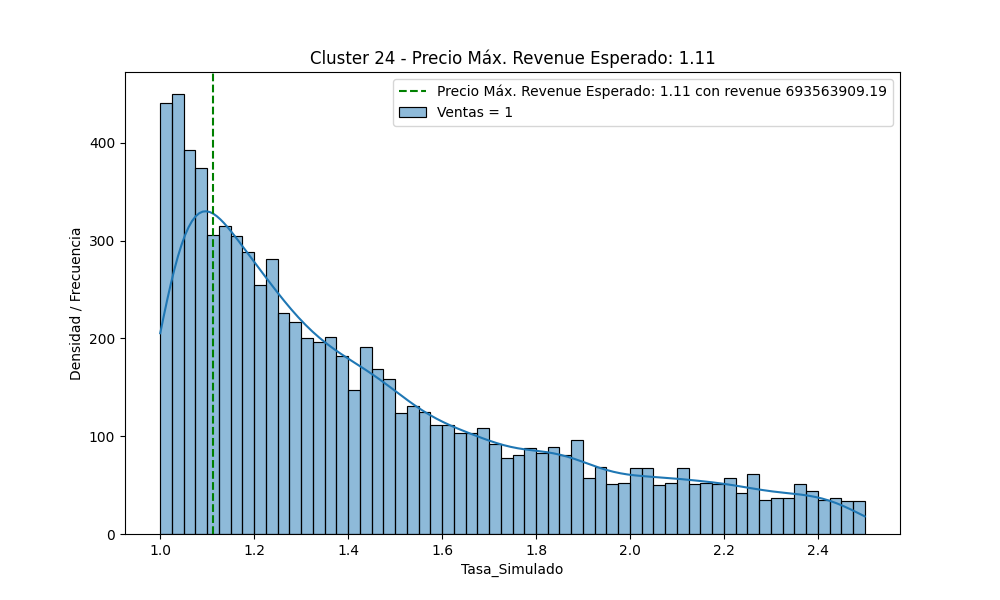 Cluster 24 - Precio Máx. Revenue Esperado: 1.11
Precio Máx. Revenue Esperado: 1.11 con revenue 693563909.19
Ventas = 1
Densidad / Frecuencia
400
300
200
100
0
1.0 1.2 1.4 1.6 1.8 2.0 2.2 2.4
Tasa_Simulado